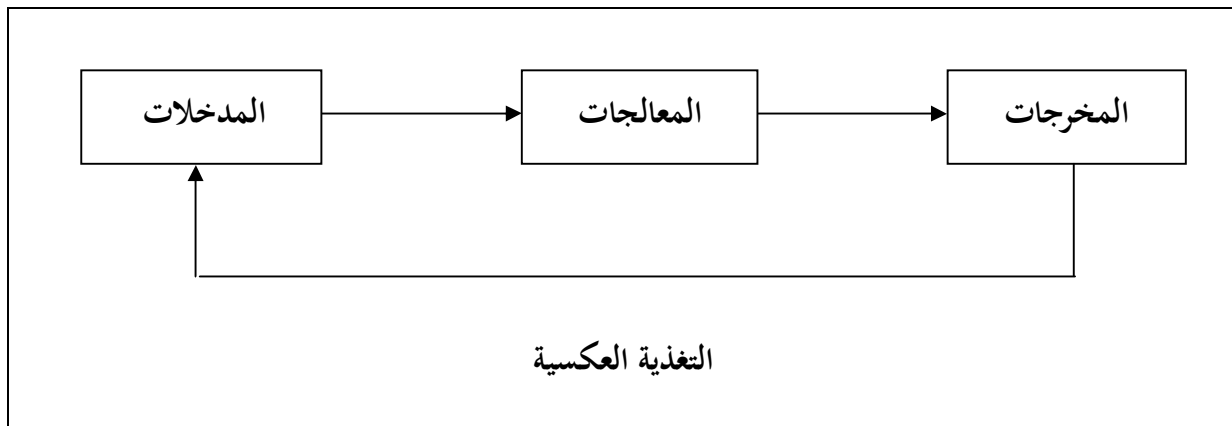 المدخلات
المعالجات
المخرجات
التغذية العكسية